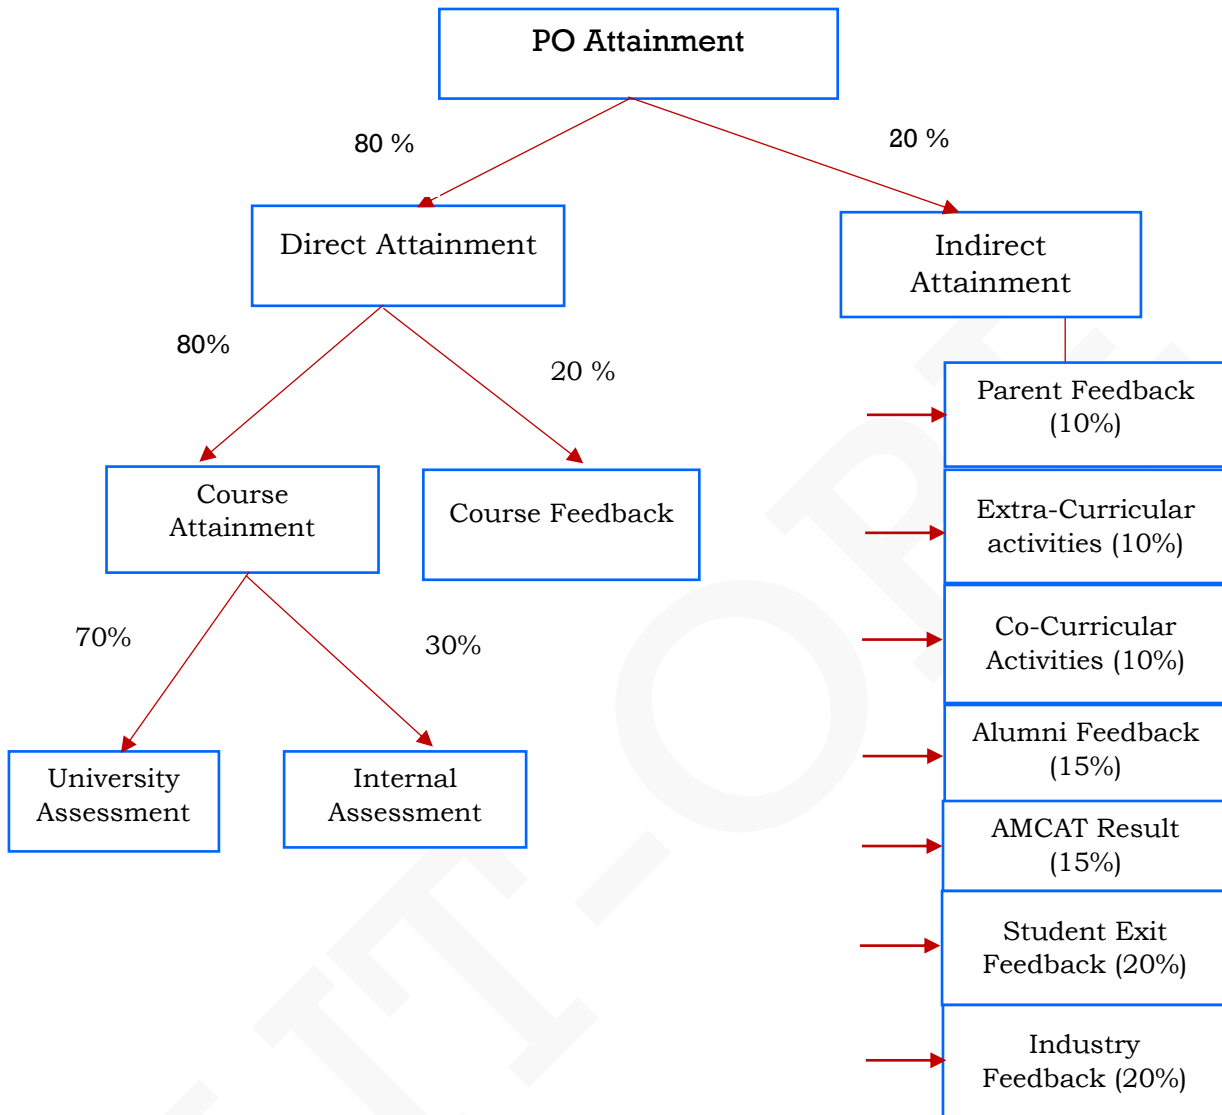 PO Attainment
80 %
20 %
Direct Attainment
Indirect
Attainment
80%
20 %
Parent Feedback
(10%)
Course
Attainment
Course Feedback
Extra-Curricular
activities (10%)
70%
30%
Co-Curricular
Activities (10%)
Alumni Feedback
(15%)
University
Assessment
Internal
Assessment
AMCAT Result
(15%)
Student Exit
Feedback (20%)
Industry
Feedback (20%)